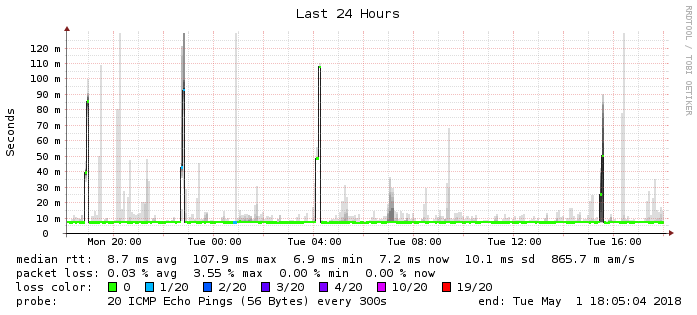 Last 24 Hours
RRDTOOL / TOBI OETIKER
Seconds
120 m
110 m
100 m
90 m
80 m
70 m
60 m
50 m
40 m
30 m
20 m
10 m
0
Mon 20:00 Tue 00:00 Tue 04:00 Tue 08:00 Tue 12:00 Tue 16:00
median rtt: 8.7 ms avg 107.9 ms max 6.9 ms min 7.2 ms now 10.1 ms sd 865.7 m am/s
packet loss: 0.03 % avg 3.55 % max 0.00 % min 0.00 % now
loss color: 0 1/20 2/20 3/20 4/20 10/20 19/20
probe: 20 ICMP Echo Pings (56 Bytes) every 300s end: Tue May 1 18:05:04 2018